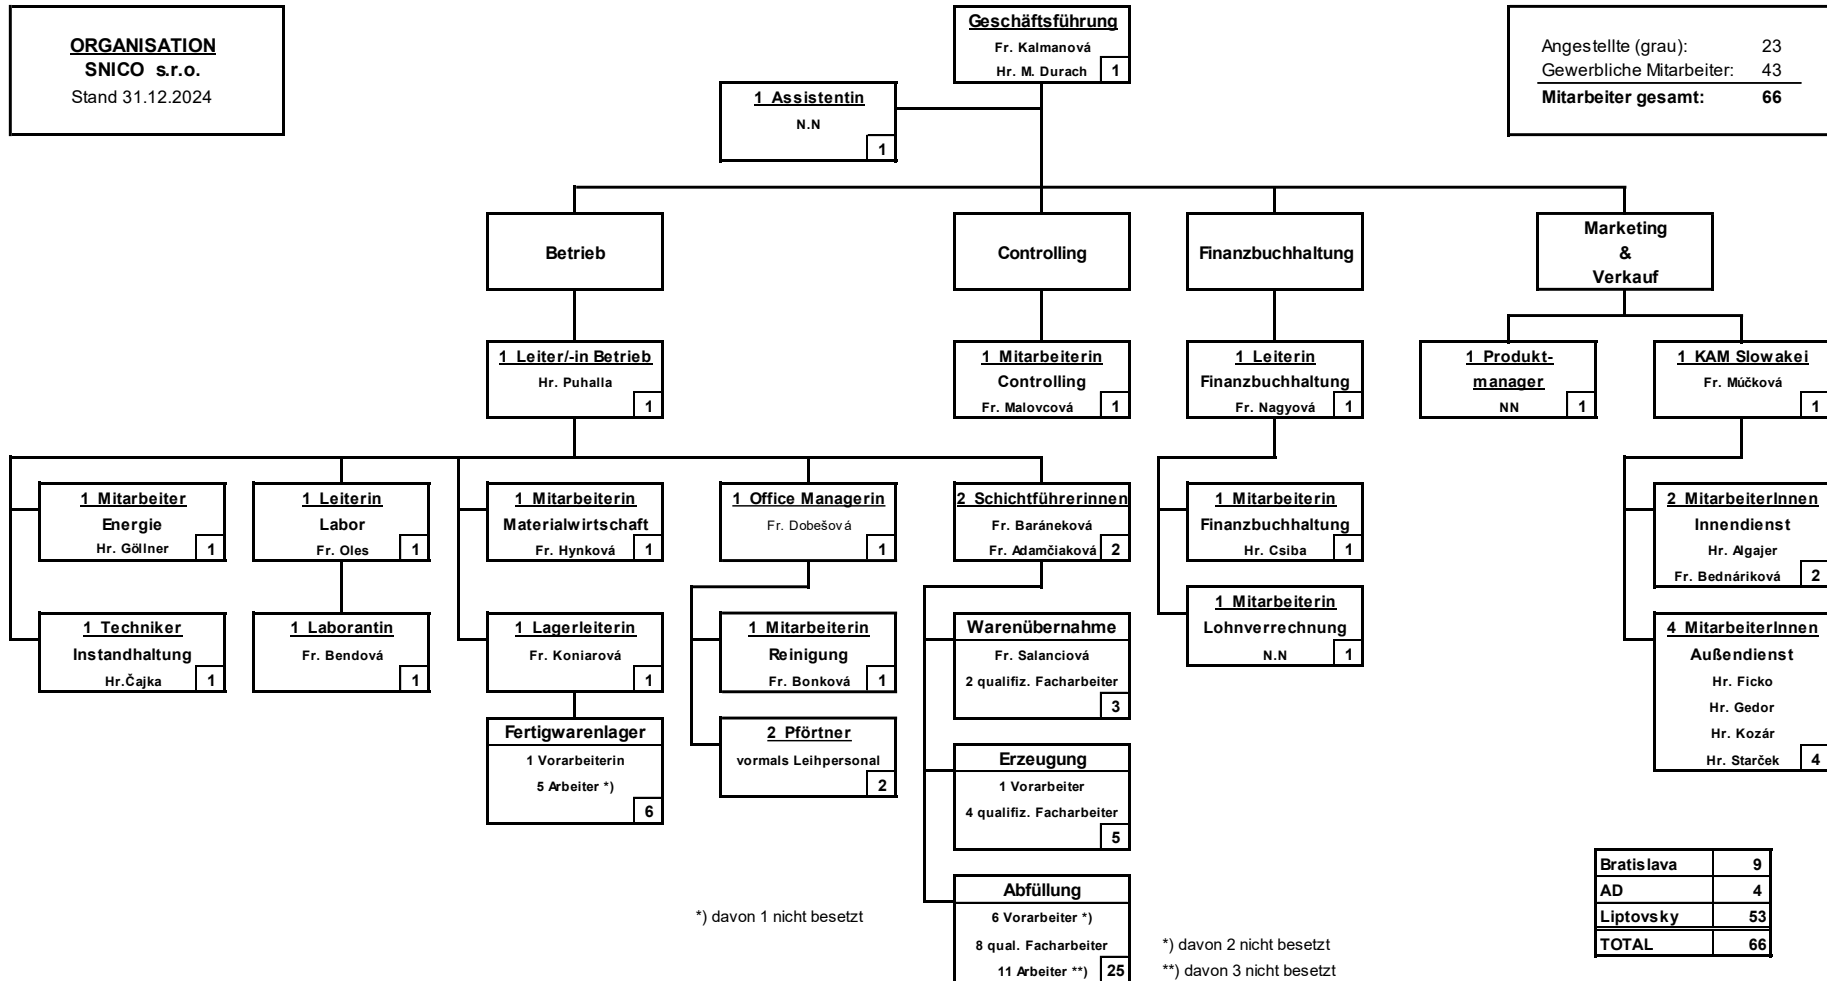 ORGANISATION
SNICO s.r.o.
Stand 31.12.2024
Geschäftsführung
Fr. Kalmanová
Hr. M. Durach 1
Angestellte (grau): 23
Gewerbliche Mitarbeiter: 43
Mitarbeiter gesamt: 66
1 Assistentin
N.N
1
Betrieb
Controlling
Finanzbuchhaltung
Marketing
&
Verkauf
1 Leiter/-in Betrieb
Hr. Puhalla
1
1 Mitarbeiterin
Controlling
Fr. Malovcová 1
1 Leiterin
Finanzbuchhaltung
Fr. Nagyová 1
1 Produkt-
manager
NN 1
1 KAM Slowakei
Fr. Múčková
1
1 Mitarbeiter
Energie
Hr. Göllner 1
1 Leiterin
Labor
Fr. Oles 1
1 Mitarbeiterin
Materialwirtschaft
Fr. Hynková 1
1 Office Managerin
Fr. Dobešová
1
2 Schichtführerinnen
Fr. Baráneková
Fr. Adamčiaková 2
1 Mitarbeiterin
Finanzbuchhaltung
Hr. Csiba 1
2 MitarbeiterInnen
Innendienst
Hr. Algajer
Fr. Bednáriková 2
1 Techniker
Instandhaltung
Hr.Čajka 1
1 Laborantin
Fr. Bendová
1
1 Lagerleiterin
Fr. Koniarová
1
1 Mitarbeiterin
Reinigung
Fr. Bonková 1
Warenübernahme
Fr. Salanciová
2 qualifiz. Facharbeiter
3
1 Mitarbeiterin
Lohnverrechnung
N.N 1
4 MitarbeiterInnen
Außendienst
Hr. Ficko
Hr. Gedor
Hr. Kozár
Hr. Starček 4
Fertigwarenlager
1 Vorarbeiterin
5 Arbeiter *)
6
2 Pförtner
vormals Leihpersonal
2
Erzeugung
1 Vorarbeiter
4 qualifiz. Facharbeiter
5
Abfüllung
6 Vorarbeiter *)
8 qual. Facharbeiter
11 Arbeiter **) 25
*) davon 1 nicht besetzt
*) davon 2 nicht besetzt
**) davon 3 nicht besetzt
Bratislava 9
AD 4
Liptovsky 53
TOTAL 66